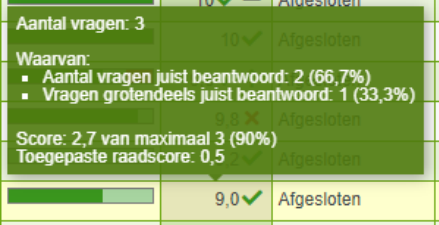 10 Afgesloten
Aantal vragen: 3
10 Afgesloten
Waarvan:
▪ Aantal vragen juist beantwoord: 2 (66,7%)
▪ Vragen grotendeels juist beantwoord: 1 (33,3%)
9,8 Afgesloten
Score: 2,7 van maximaal 3 (90%)
Toegepaste raadscore: 0,5
Afgesloten
9,0 Afgesloten